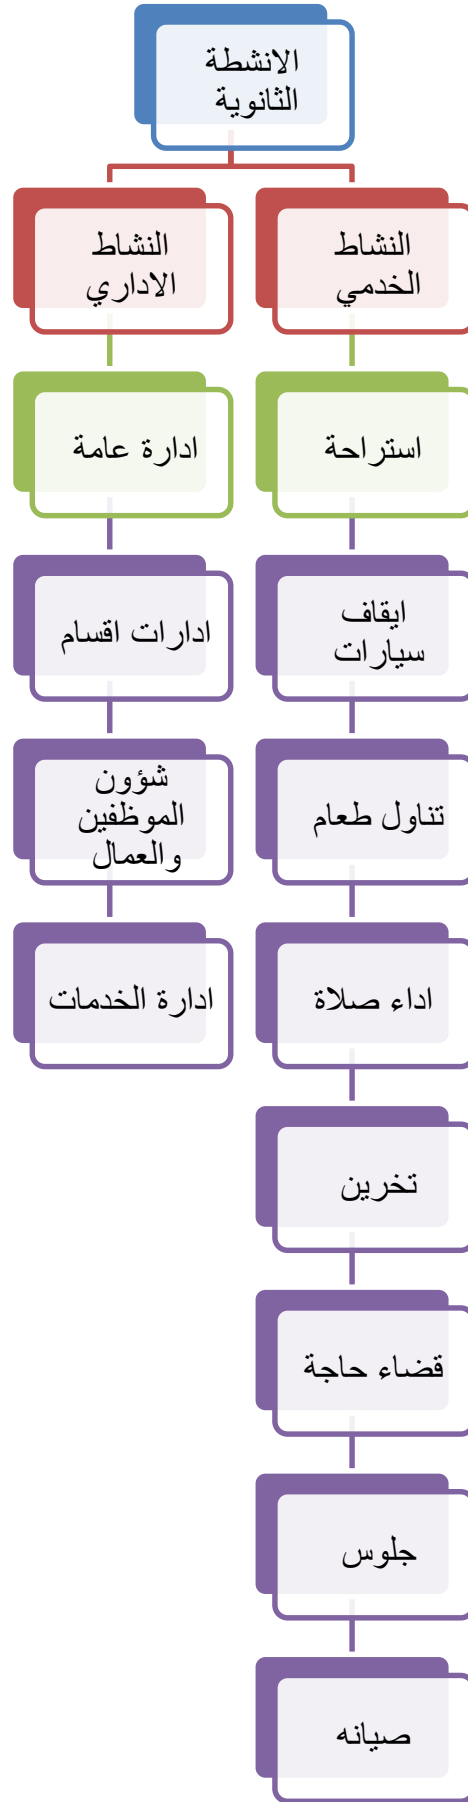 الانشطة
الثانوية
النشاط
الخدمي
النشاط
الاداري
استراحة
ادارة عامة
ايقاف
سيارات
ادارات اقسام
تناول طعام
شؤون
الموظفين
والعمال
اداء صلاة
ادارة الخدمات
تخرين
قضاء حاجة
جلوس
صيانه